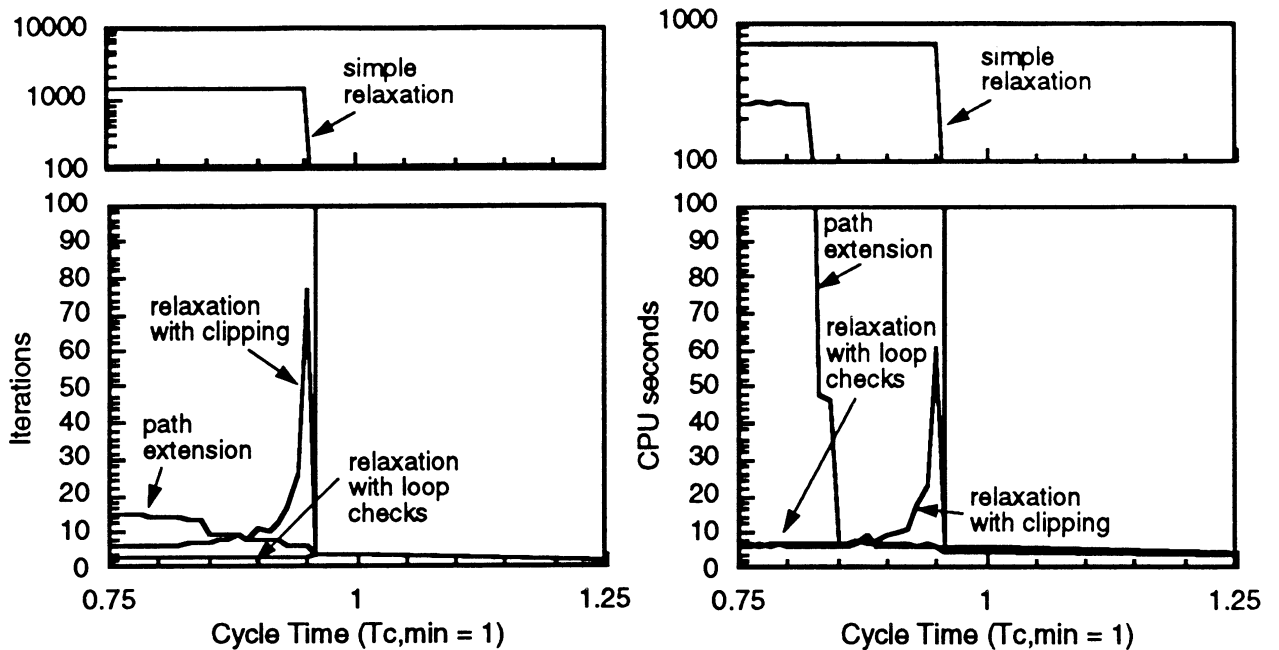 10000
1000
100
simple
relaxation
100
90
80
70
60
50
40
30
20
10
0
Iterations
relaxation
with clipping
path
extension
relaxation
with loop
checks
0.75
1
1.25
Cycle Time (Tc,min = 1)
1000
100
simple
relaxation
100
90
80
70
60
50
40
30
20
10
0
CPU seconds
path
extension
relaxation
with loop
checks
relaxation
with clipping
0.75
1
1.25
Cycle Time (Tc,min = 1)